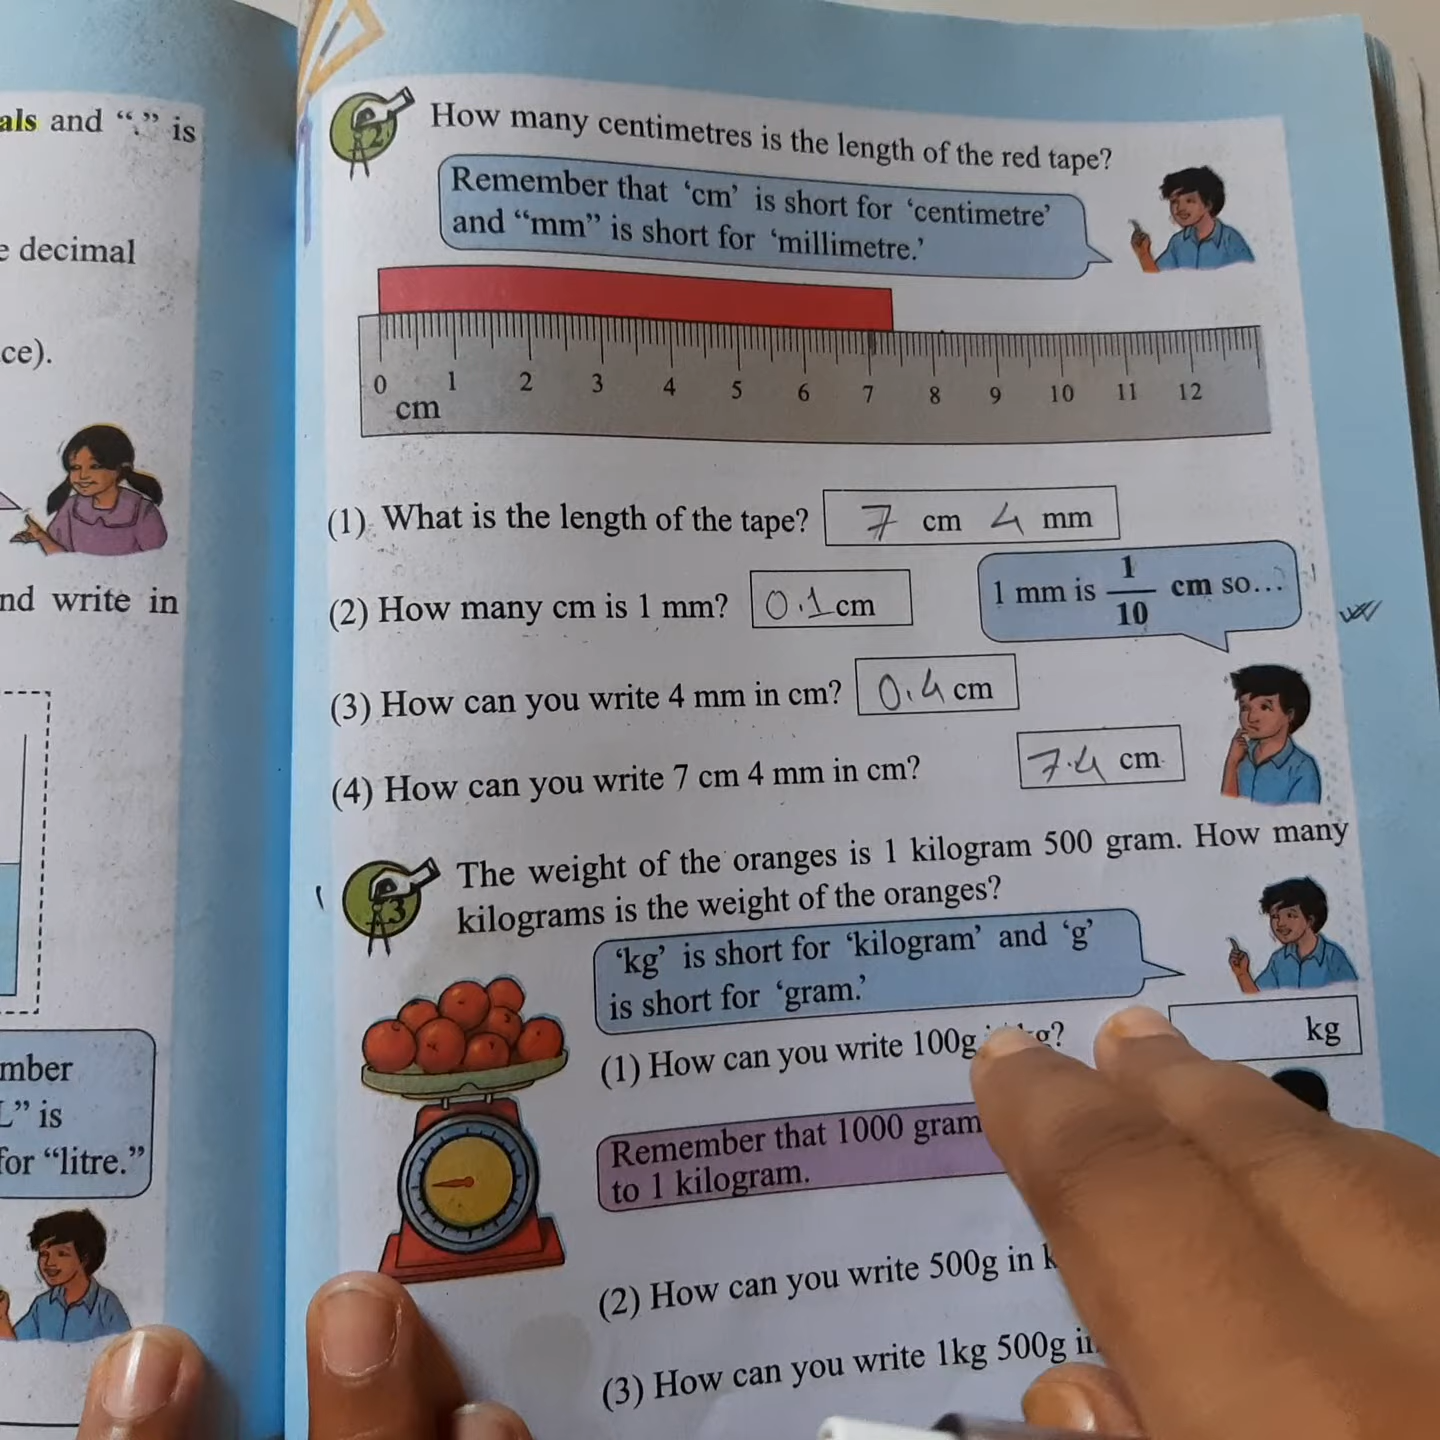 als and “.” is
e decimal
ce).
nd write in
mber
L” is
for “litre.”
2
How many centimetres is the length of the red tape?
Remember that ‘cm’ is short for ‘centimetre’
and “mm” is short for ‘millimetre.’
0 1 2 3 4 5 6 7 8 9 10 11 12
cm
(1) What is the length of the tape? 7 cm 4 mm
(2) How many cm is 1 mm? 0.1 cm
1 mm is 1/10 cm so...
(3) How can you write 4 mm in cm? 0.4 cm
(4) How can you write 7 cm 4 mm in cm? 7.4 cm
3
The weight of the oranges is 1 kilogram 500 gram. How many
kilograms is the weight of the oranges?
‘kg’ is short for ‘kilogram’ and ‘g’
is short for ‘gram.’
(1) How can you write 100g kg? kg
Remember that 1000 gram
to 1 kilogram.
(2) How can you write 500g in k
(3) How can you write 1kg 500g in